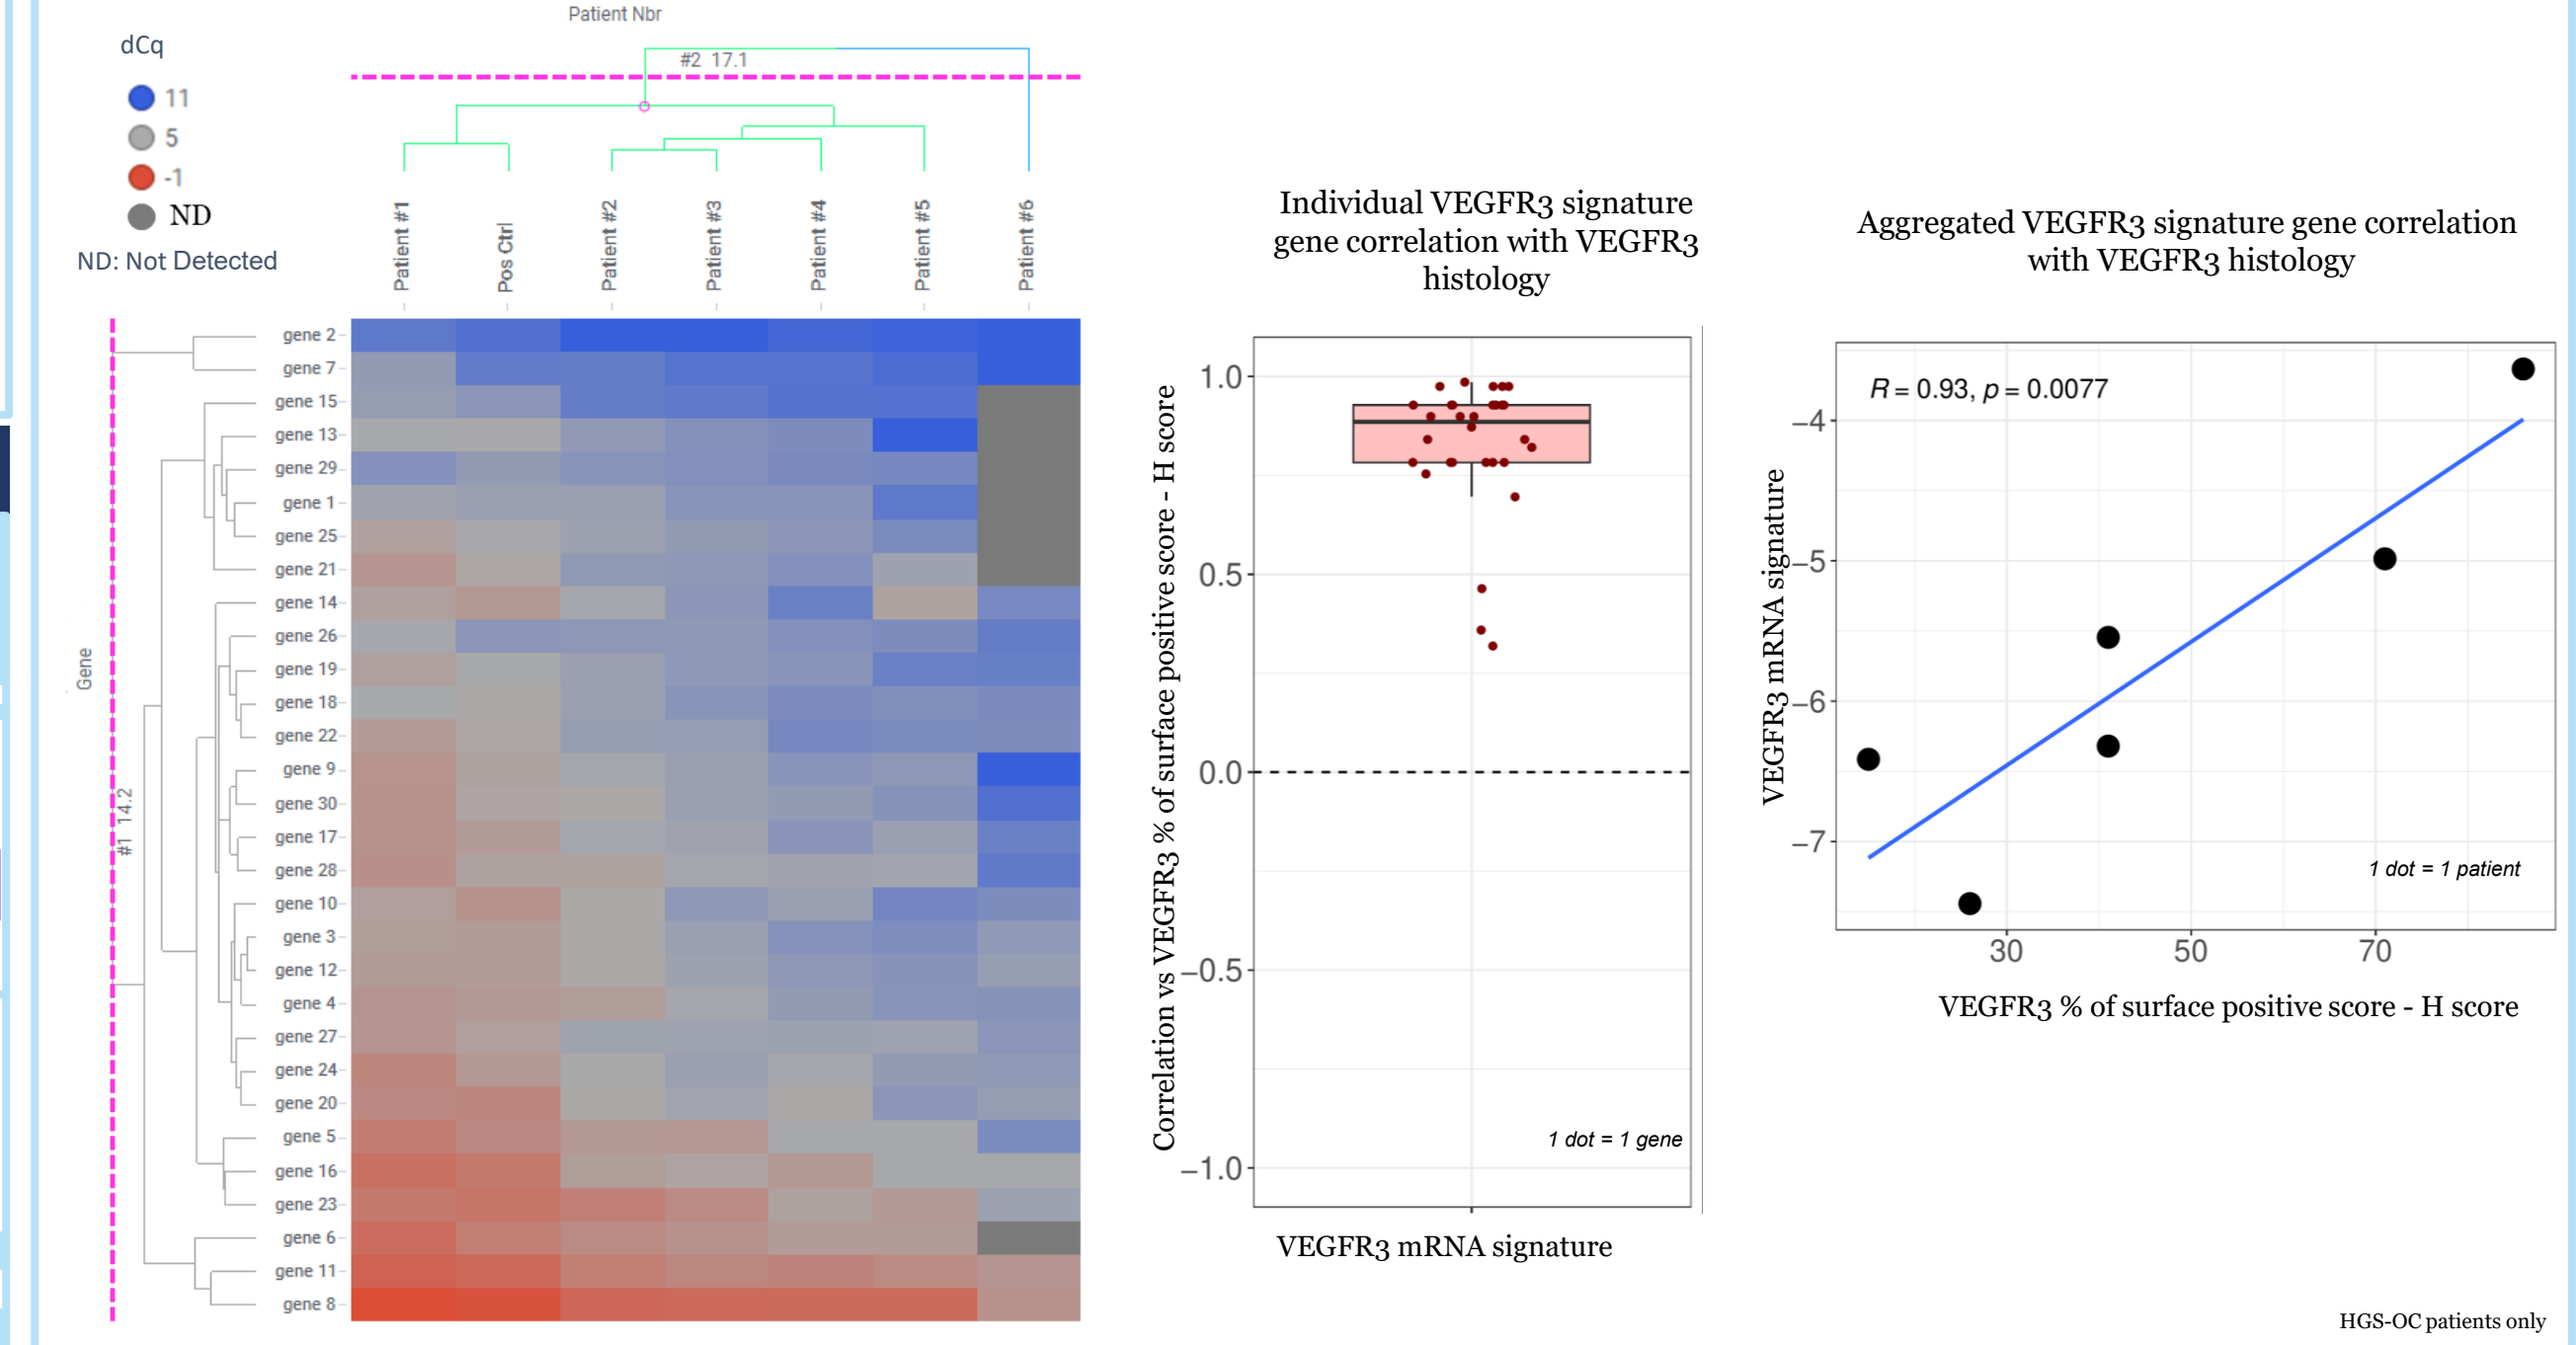 Patient Nbr
dCq
11
5
-1
ND
ND: Not Detected
#2 17.1
Patient #1
Pos Ctrl
Patient #2
Patient #3
Patient #4
Patient #5
Patient #6
Gene
#1 14.2
gene 2
gene 7
gene 15
gene 13
gene 29
gene 1
gene 25
gene 21
gene 14
gene 26
gene 19
gene 18
gene 22
gene 9
gene 30
gene 17
gene 28
gene 10
gene 3
gene 12
gene 4
gene 27
gene 24
gene 20
gene 5
gene 16
gene 23
gene 6
gene 11
gene 8
Individual VEGFR3 signature
gene correlation with VEGFR3
histology
Correlation vs VEGFR3 % of surface positive score - H score
1.0
0.5
0.0
−0.5
−1.0
1 dot = 1 gene
VEGFR3 mRNA signature
Aggregated VEGFR3 signature gene correlation
with VEGFR3 histology
VEGFR3 mRNA signature
R = 0.93, p = 0.0077
−4
−5
−6
−7
1 dot = 1 patient
30
50
70
VEGFR3 % of surface positive score - H score
HGS-OC patients only